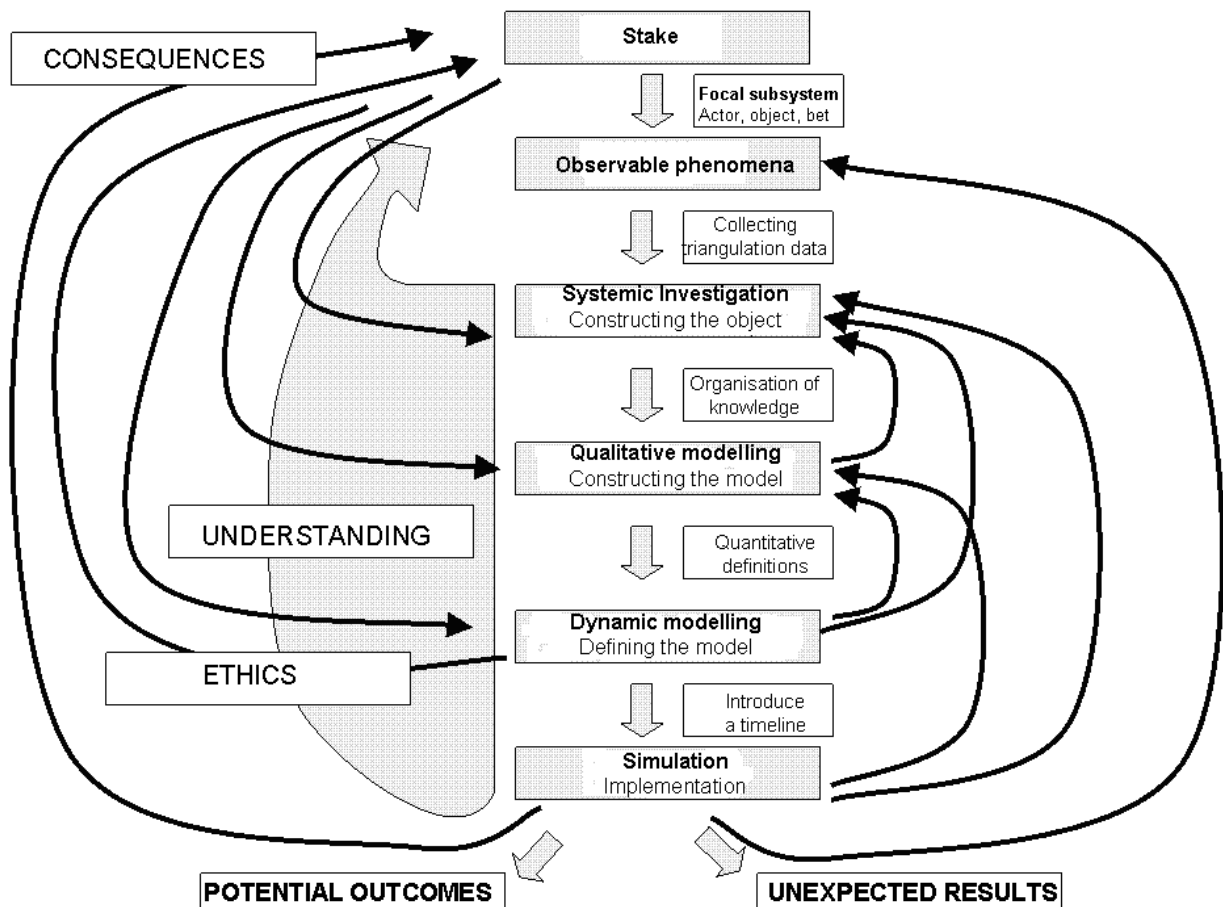 Stake
CONSEQUENCES
Focal subsystem
Actor, object, bet
Observable phenomena
Collecting
triangulation data
Systemic Investigation
Constructing the object
Organisation of
knowledge
Qualitative modelling
Constructing the model
UNDERSTANDING
Quantitative
definitions
Dynamic modelling
Defining the model
ETHICS
Introduce
a timeline
Simulation
Implementation
POTENTIAL OUTCOMES
UNEXPECTED RESULTS